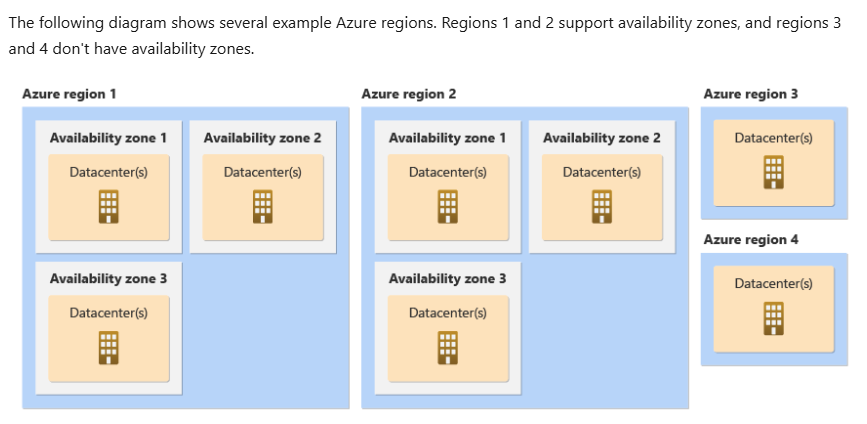 The following diagram shows several example Azure regions. Regions 1 and 2 support availability zones, and regions 3
and 4 don't have availability zones.
Azure region 1
Availability zone 1
Datacenter(s)
Availability zone 2
Datacenter(s)
Availability zone 3
Datacenter(s)
Azure region 2
Availability zone 1
Datacenter(s)
Availability zone 2
Datacenter(s)
Availability zone 3
Datacenter(s)
Azure region 3
Datacenter(s)
Azure region 4
Datacenter(s)